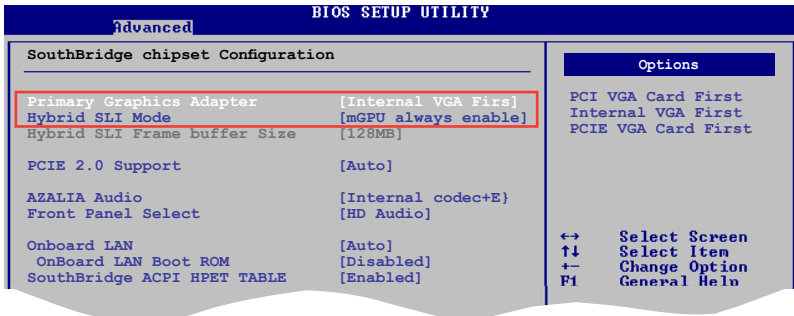 BIOS SETUP UTILITY
Advanced
SouthBridge chipset Configuration
Primary Graphics Adapter [Internal VGA Firs]
Hybrid SLI Mode [mGPU always enable]
Hybrid SLI Frame buffer Size [128MB]
PCIE 2.0 Support [Auto]
AZALIA Audio [Internal codec+E}
Front Panel Select [HD Audio]
Onboard LAN [Auto]
OnBoard LAN Boot ROM [Disabled]
SouthBridge ACPI HPET TABLE [Enabled]
Options
PCI VGA Card First
Internal VGA First
PCIE VGA Card First
←→ Select Screen
↑↓ Select Item
+- Change Option
F1 General Help